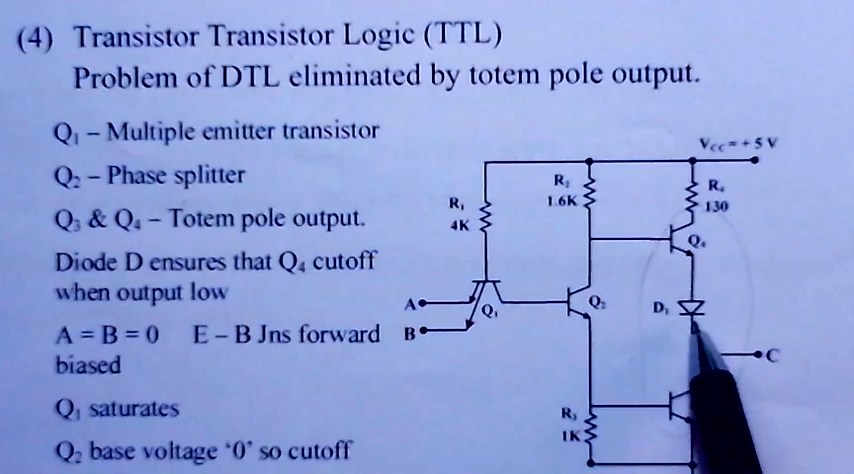 (4) Transistor Transistor Logic (TTL)
Problem of DTL eliminated by totem pole output.
Q₁ – Multiple emitter transistor
Q₂ – Phase splitter
Q₃ & Q₄ – Totem pole output.
Diode D ensures that Q₄ cutoff
when output low
A = B = 0 E – B Jns forward
biased
Q₁ saturates
Q₂ base voltage ‘0’ so cutoff
Vcc = + 5 V
R₁
4K
R₂
1.6K
R₄
130
Q₄
A
B
Q₁
Q₂
D₁
C
R₃
1K